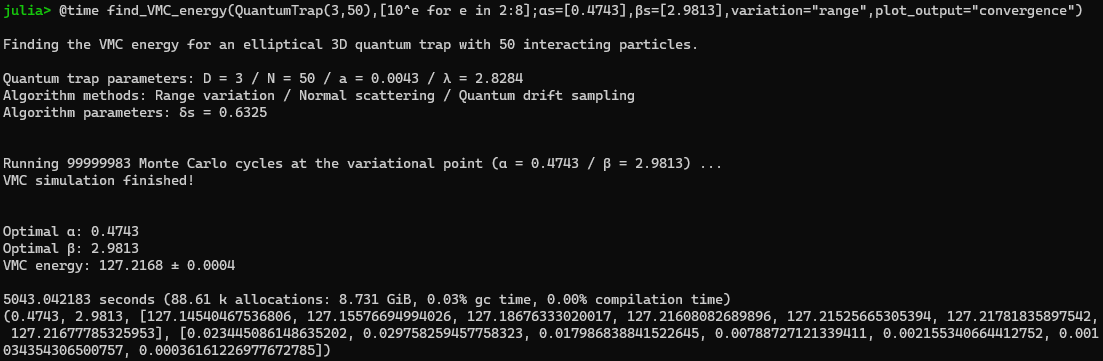 julia> @time find_VMC_energy(QuantumTrap(3,50),[10^e for e in 2:8];αs=[0.4743],βs=[2.9813],variation="range",plot_output="convergence")
Finding the VMC energy for an elliptical 3D quantum trap with 50 interacting particles.
Quantum trap parameters: D = 3 / N = 50 / a = 0.0043 / λ = 2.8284
Algorithm methods: Range variation / Normal scattering / Quantum drift sampling
Algorithm parameters: δs = 0.6325
Running 99999983 Monte Carlo cycles at the variational point (α = 0.4743 / β = 2.9813) ...
VMC simulation finished!
Optimal α: 0.4743
Optimal β: 2.9813
VMC energy: 127.2168 ± 0.0004
5043.042183 seconds (88.61 k allocations: 8.731 GiB, 0.03% gc time, 0.00% compilation time)
(0.4743, 2.9813, [127.14540467536806, 127.15576694994026, 127.18676333020017, 127.21608082689896, 127.21525665305394, 127.21781835897542,
127.21677785325953], [0.023445086148635202, 0.029758259457758323, 0.017986838841522645, 0.00788727121339411, 0.002155340664412752, 0.001
034354306500757, 0.00036161226977672785])